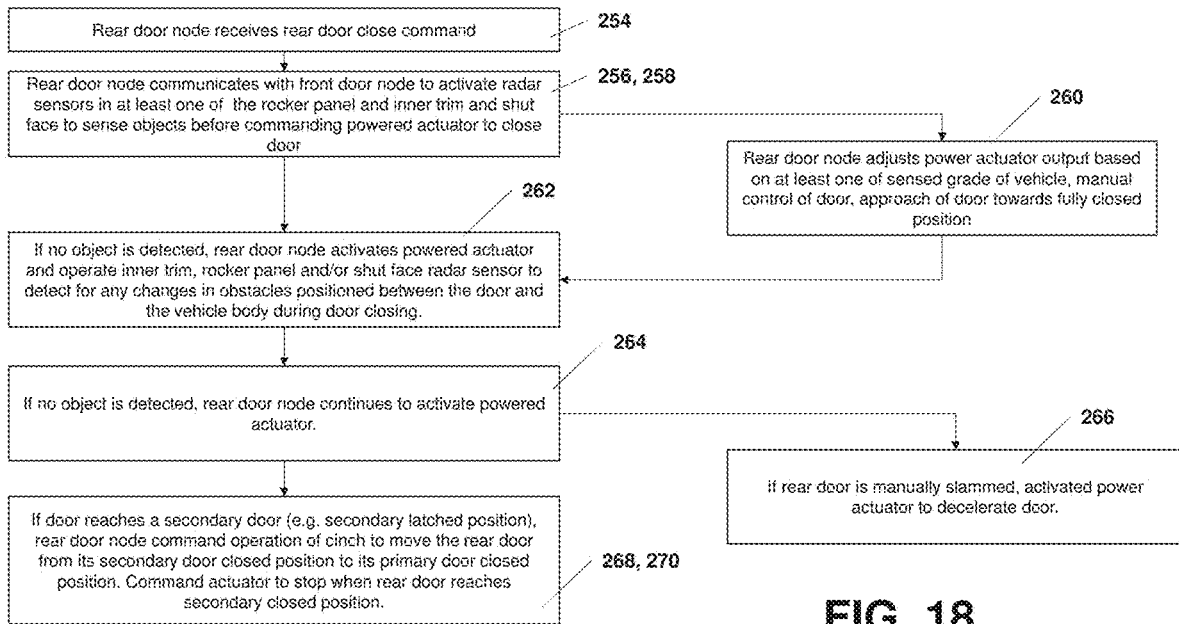 Rear door node receives rear door close command
254
Rear door node communicates with front door node to activate radar
sensors in at least one of the rocker panel and inner trim and shut
face to sense objects before commanding powered actuator to close
door
256, 258
260
Rear door node adjusts power actuator output based
on at least one of sensed grade of vehicle, manual
control of door, approach of door towards fully closed
position
262
If no object is detected, rear door node activates powered actuator
and operate inner trim, rocker panel and/or shut face radar sensor to
detect for any changes in obstacles positioned between the door and
the vehicle body during door closing.
264
If no object is detected, rear door node continues to activate powered
actuator.
266
If rear door is manually slammed, activated power
actuator to decelerate door.
If door reaches a secondary door (e.g. secondary latched position),
rear door node command operation of cinch to move the rear door
from its secondary door closed position to its primary door closed
position. Command actuator to stop when rear door reaches
secondary closed position.
268, 270
FIG. 18